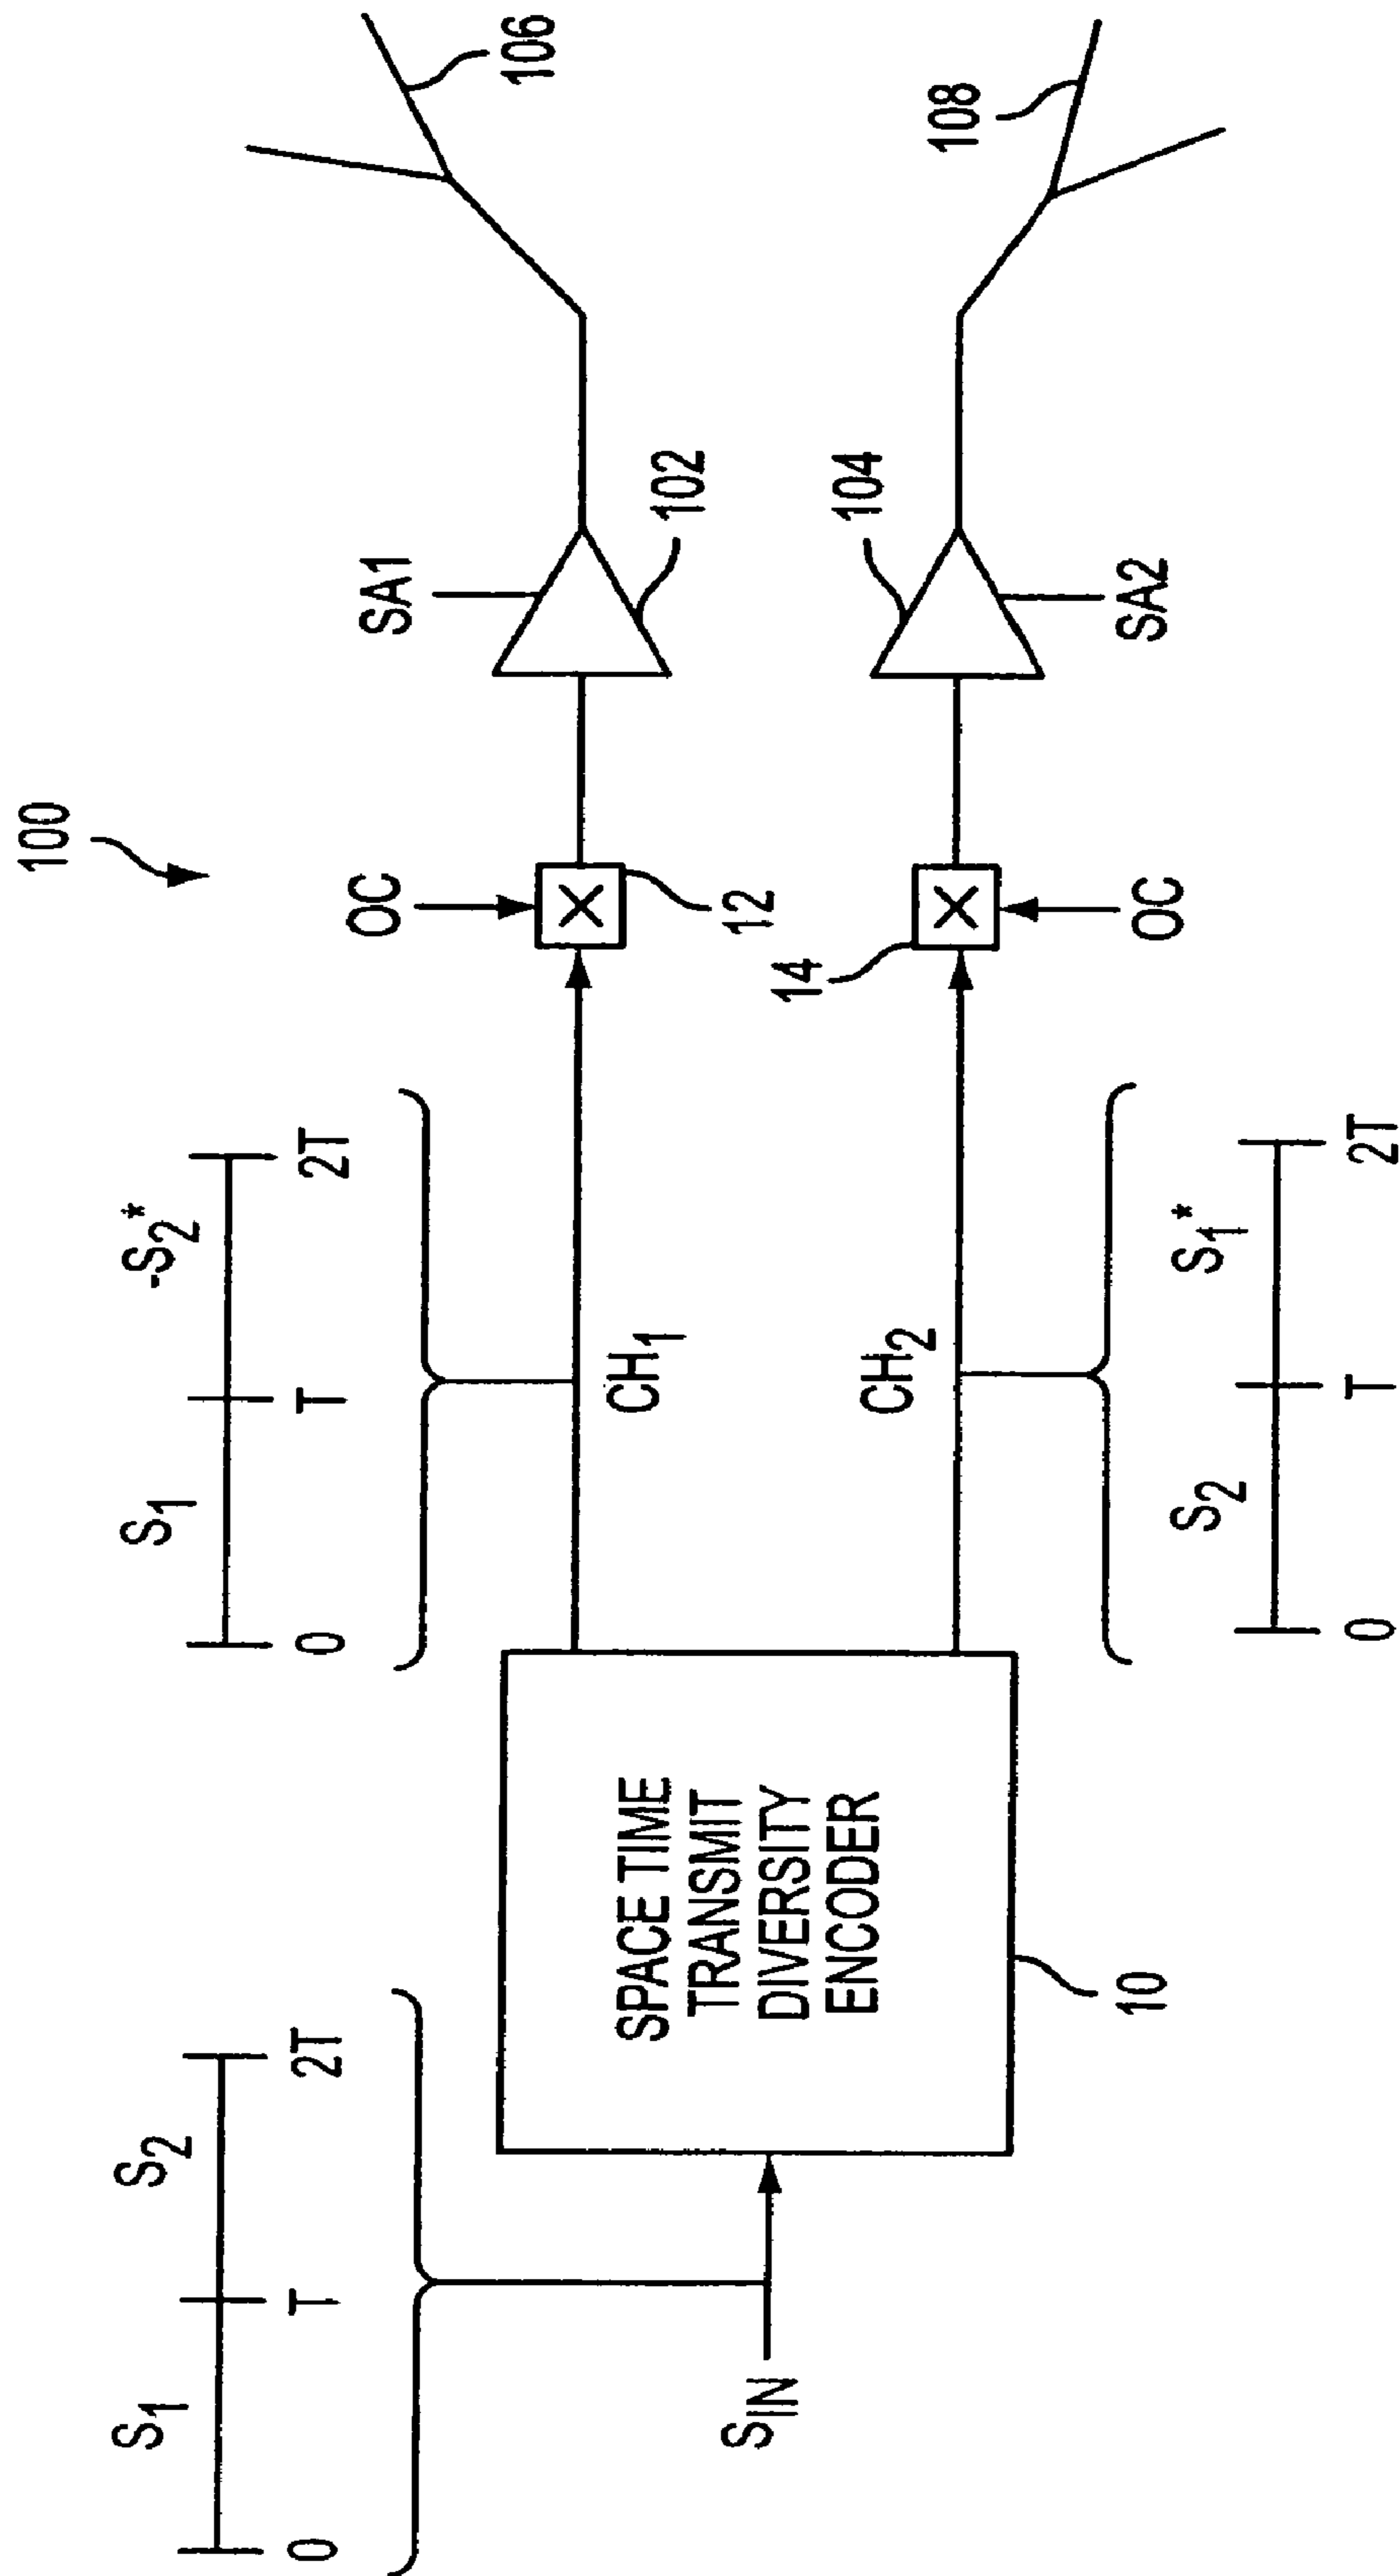 100
S1 S2
0 T 2T
SIN
SPACE TIME
TRANSMIT
DIVERSITY
ENCODER
10
S1 -S2*
0 T 2T
CH1
OC
12
SA1
102
106
CH2
14
OC
104
SA2
108
S2 S1*
0 T 2T